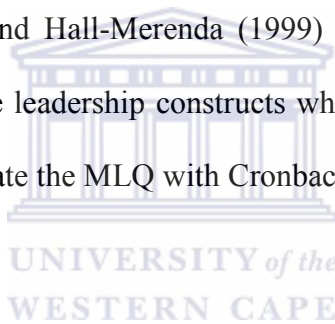 nd Hall-Merenda (1999)
e leadership constructs wh
ate the MLQ with Cronbac
UNIVERSITY of the
WESTERN CAPE